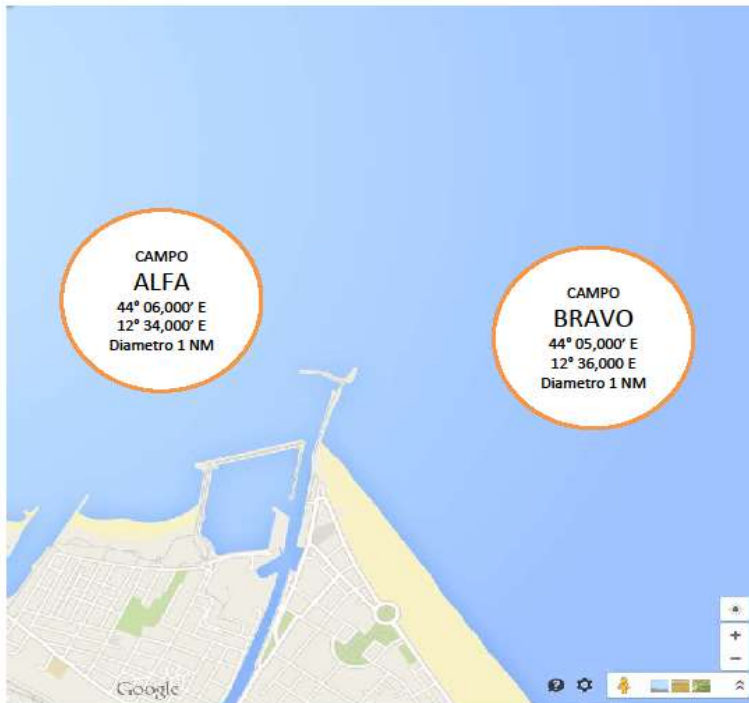 CAMPO
ALFA
44° 06,000’ E
12° 34,000’ E
Diametro 1 NM
CAMPO
BRAVO
44° 05,000’ E
12° 36,000 E
Diametro 1 NM
Google